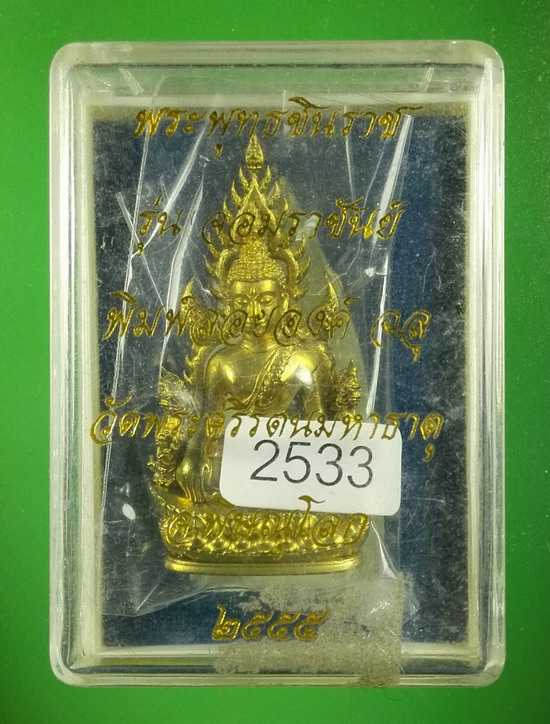 พระพุทธชินราช
รุ่น จอมราชันย์
พิมพ์ลอยองค์ ฉลุ
วัดพระศรีรัตนมหาธาตุ
2533
จ.พิษณุโลก
๒๕๕๕